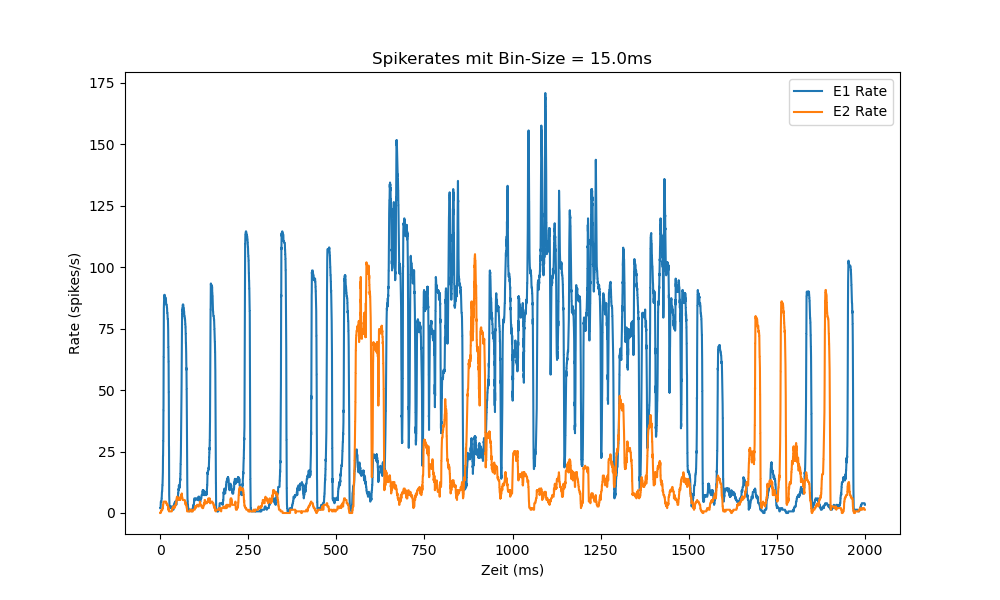 Spikerates mit Bin-Size = 15.0ms
E1 Rate
E2 Rate
175
150
125
100
75
50
25
0
Rate (spikes/s)
0 250 500 750 1000 1250 1500 1750 2000
Zeit (ms)